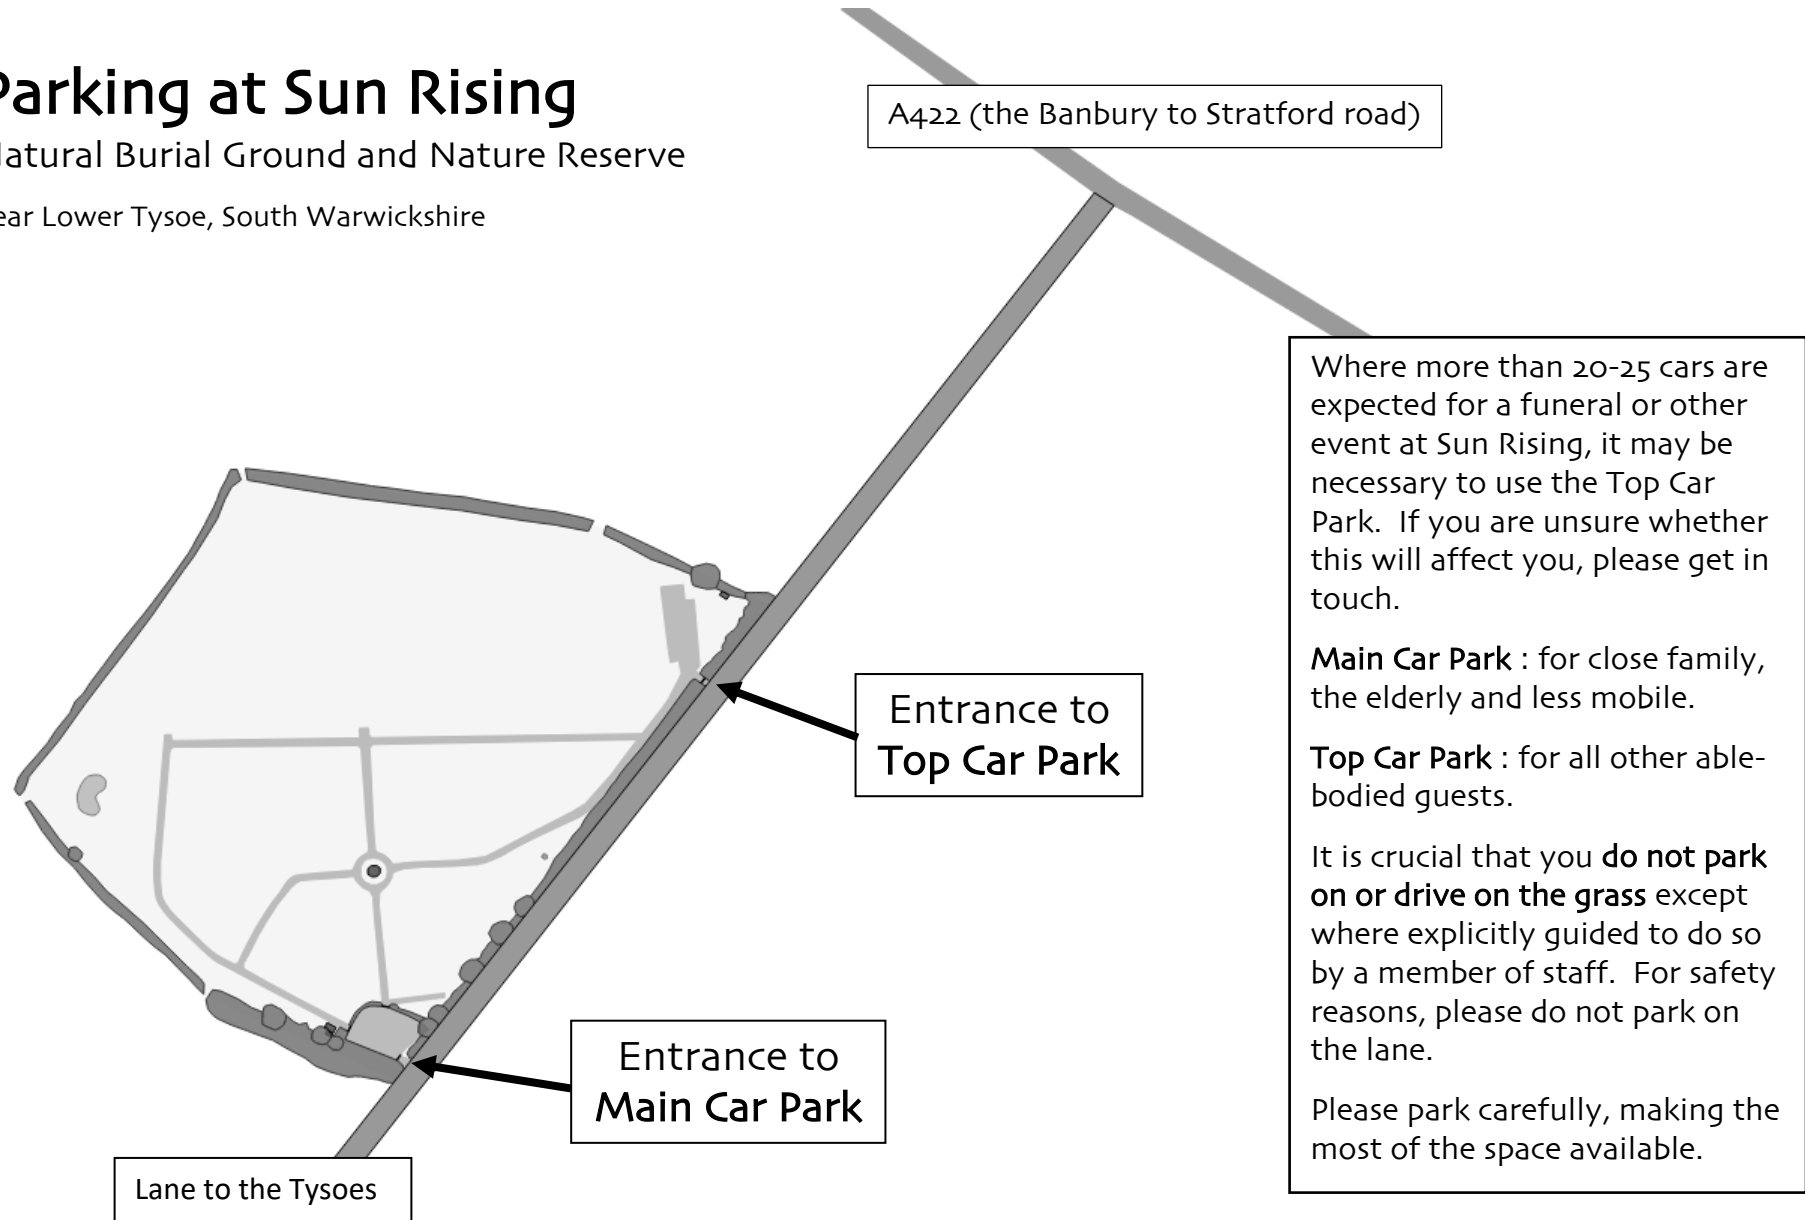 Parking at Sun Rising
Natural Burial Ground and Nature Reserve
ear Lower Tysoe, South Warwickshire
A422 (the Banbury to Stratford road)
Where more than 20-25 cars are
expected for a funeral or other
event at Sun Rising, it may be
necessary to use the Top Car
Park. If you are unsure whether
this will affect you, please get in
touch.
Main Car Park : for close family,
the elderly and less mobile.
Top Car Park : for all other able-
bodied guests.
It is crucial that you do not park
on or drive on the grass except
where explicitly guided to do so
by a member of staff. For safety
reasons, please do not park on
the lane.
Please park carefully, making the
most of the space available.
Entrance to
Top Car Park
Entrance to
Main Car Park
Lane to the Tysoes